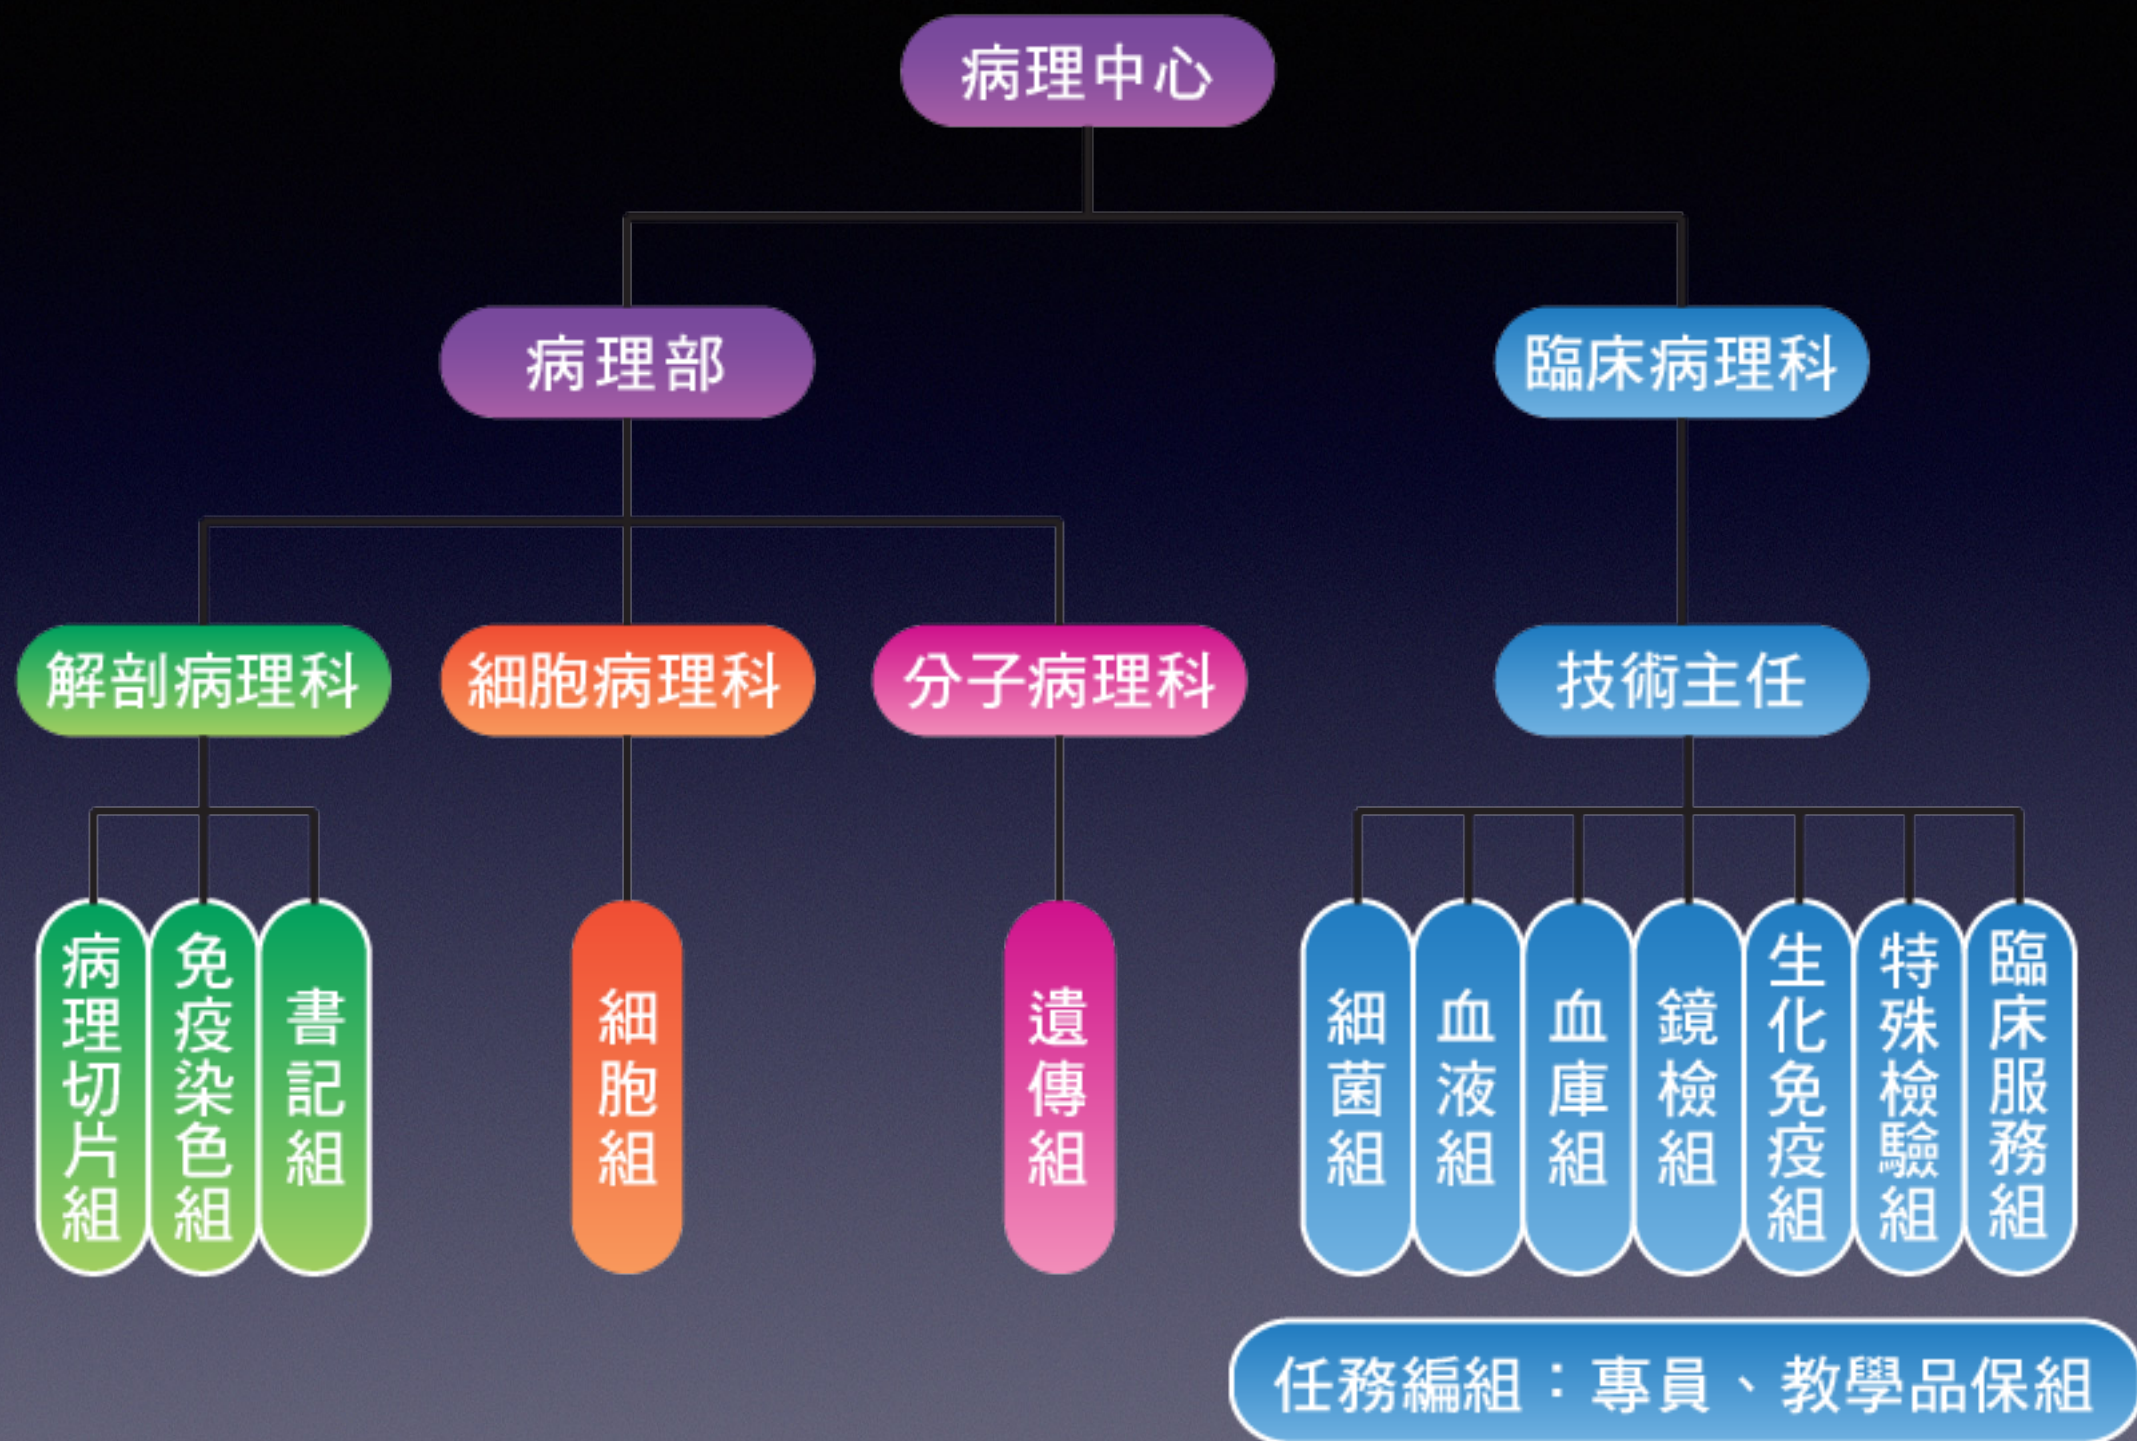 病理中心
病理部
臨床病理科
解剖病理科
細胞病理科
分子病理科
技術主任
病理切片組
免疫染色組
書記組
細胞組
遺傳組
細菌組
血液組
血庫組
鏡檢組
生化免疫組
特殊檢驗組
臨床服務組
任務編組：專員、教學品保組